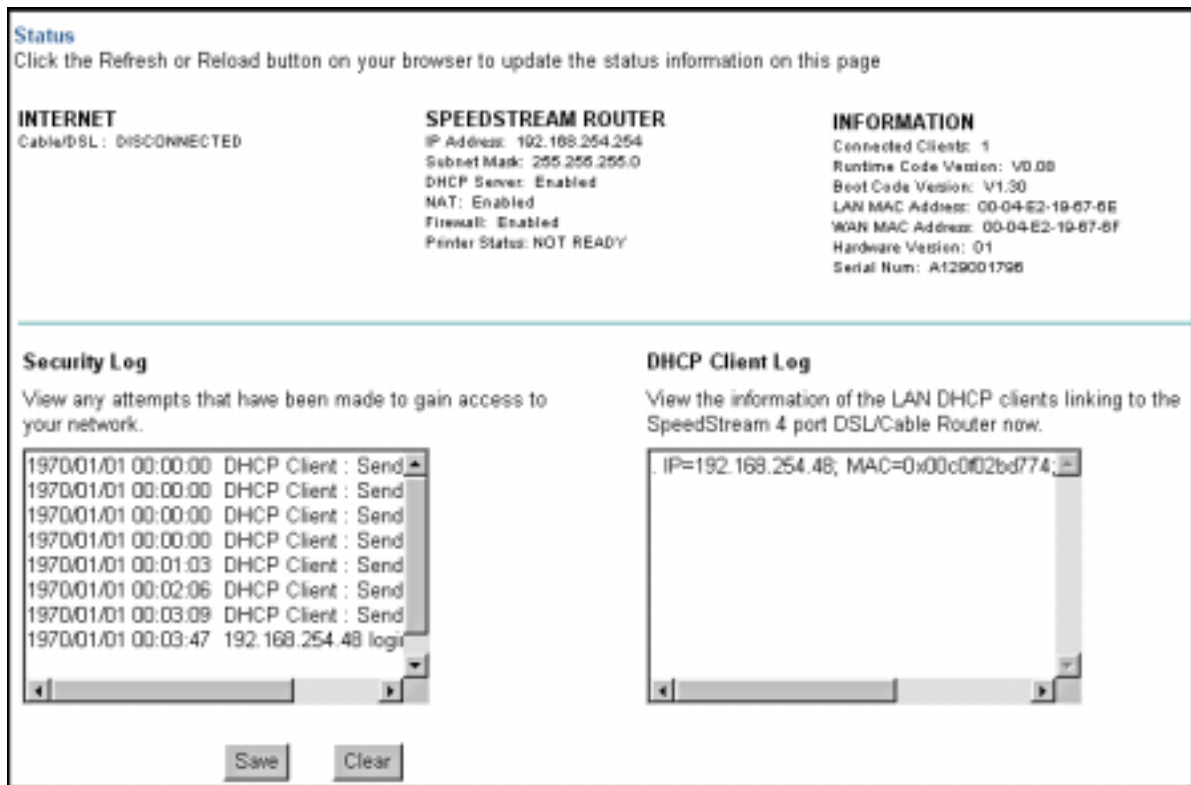 Status
Click the Refresh or Reload button on your browser to update the status information on this page
INTERNET
Cable/DSL : DISCONNECTED
SPEEDSTREAM ROUTER
IP Address: 192.168.254.254
Subnet Mask: 255.255.255.0
DHCP Server: Enabled
NAT: Enabled
Firewall: Enabled
Printer Status: NOT READY
INFORMATION
Connected Clients: 1
Runtime Code Version: V0.08
Boot Code Version: V1.30
LAN MAC Address: 00-04-E2-19-67-6E
WAN MAC Address: 00-04-E2-19-67-6F
Hardware Version: 01
Serial Num: A129001796
Security Log
View any attempts that have been made to gain access to
your network.
1970/01/01 00:00:00 DHCP Client : Send
1970/01/01 00:00:00 DHCP Client : Send
1970/01/01 00:00:00 DHCP Client : Send
1970/01/01 00:00:00 DHCP Client : Send
1970/01/01 00:01:03 DHCP Client : Send
1970/01/01 00:02:06 DHCP Client : Send
1970/01/01 00:03:09 DHCP Client : Send
1970/01/01 00:03:47 192.168.254.48 login
Save
Clear
DHCP Client Log
View the information of the LAN DHCP clients linking to the
SpeedStream 4 port DSL/Cable Router now.
. IP=192.168.254.48; MAC=0x00c0f02bd774;